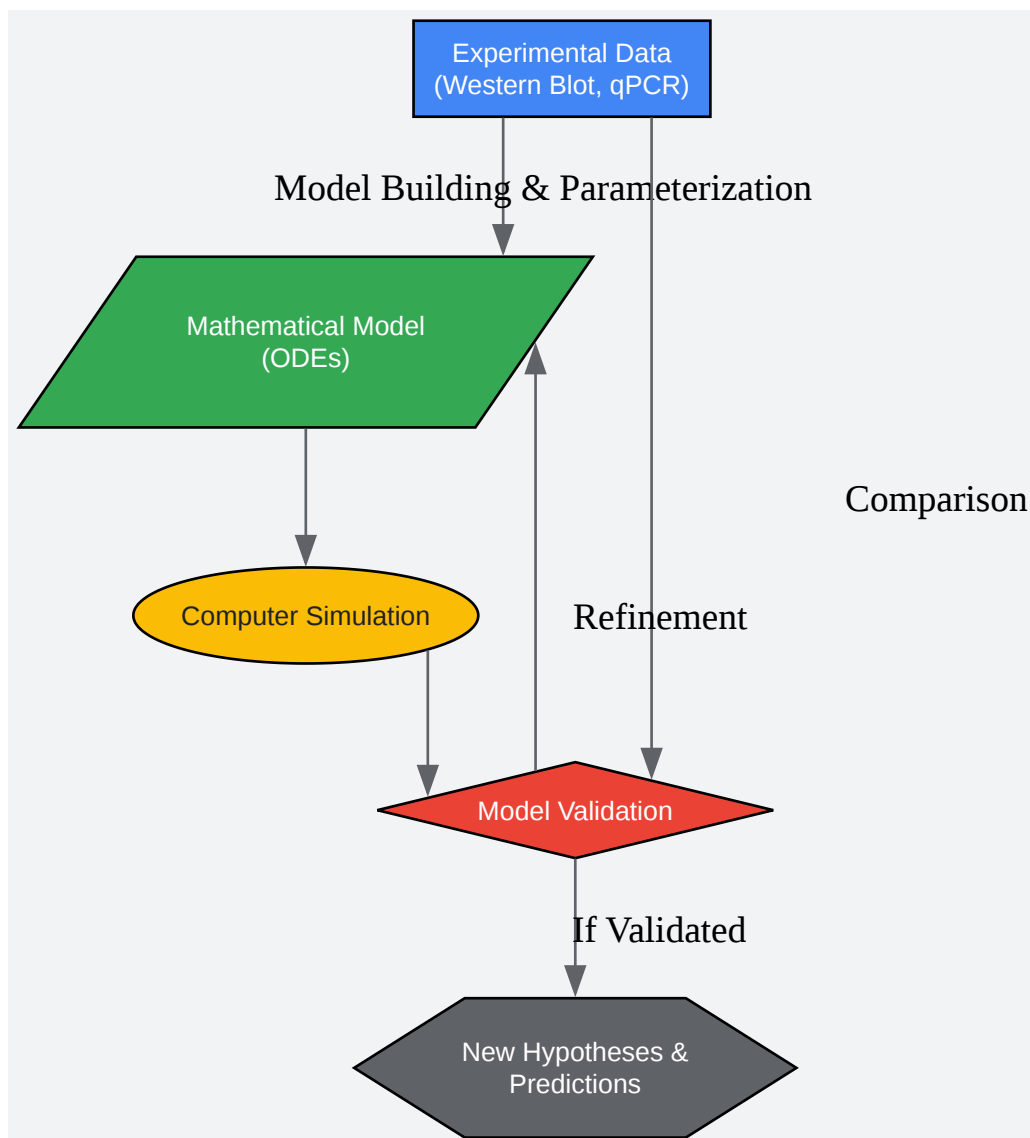 Experimental Data
(Western Blot, qPCR)
Model Building & Parameterization
Mathematical Model
(ODEs)
Comparison
Computer Simulation
Refinement
Model Validation
If Validated
New Hypotheses &
Predictions